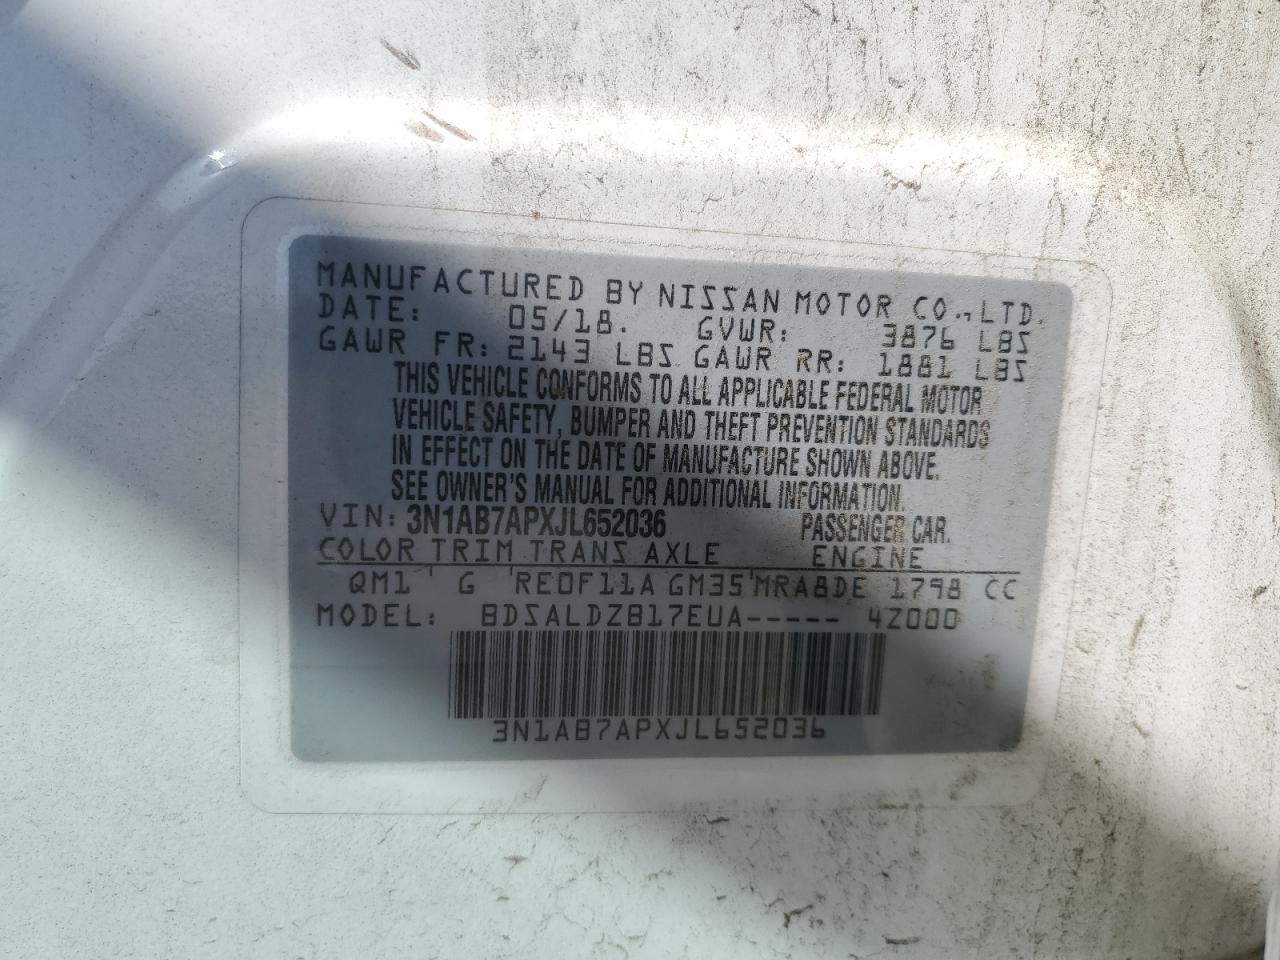 MANUFACTURED BY NISSAN MOTOR CO., LTD.
DATE: 05/18. GVWR: 3876 LBS
GAWR FR: 2143 LBS GAWR RR: 1881 LBS
THIS VEHICLE CONFORMS TO ALL APPLICABLE FEDERAL MOTOR
VEHICLE SAFETY, BUMPER AND THEFT PREVENTION STANDARDS
IN EFFECT ON THE DATE OF MANUFACTURE SHOWN ABOVE.
SEE OWNER'S MANUAL FOR ADDITIONAL INFORMATION.
VIN: 3N1AB7APXJL652036 PASSENGER CAR.
COLOR TRIM TRANS AXLE ENGINE
QM1 G RE0F11A GM35 MRA8DE 1798 CC
MODEL: BDSALDZB17EUA----- 42000
3N1AB7APXJL652036